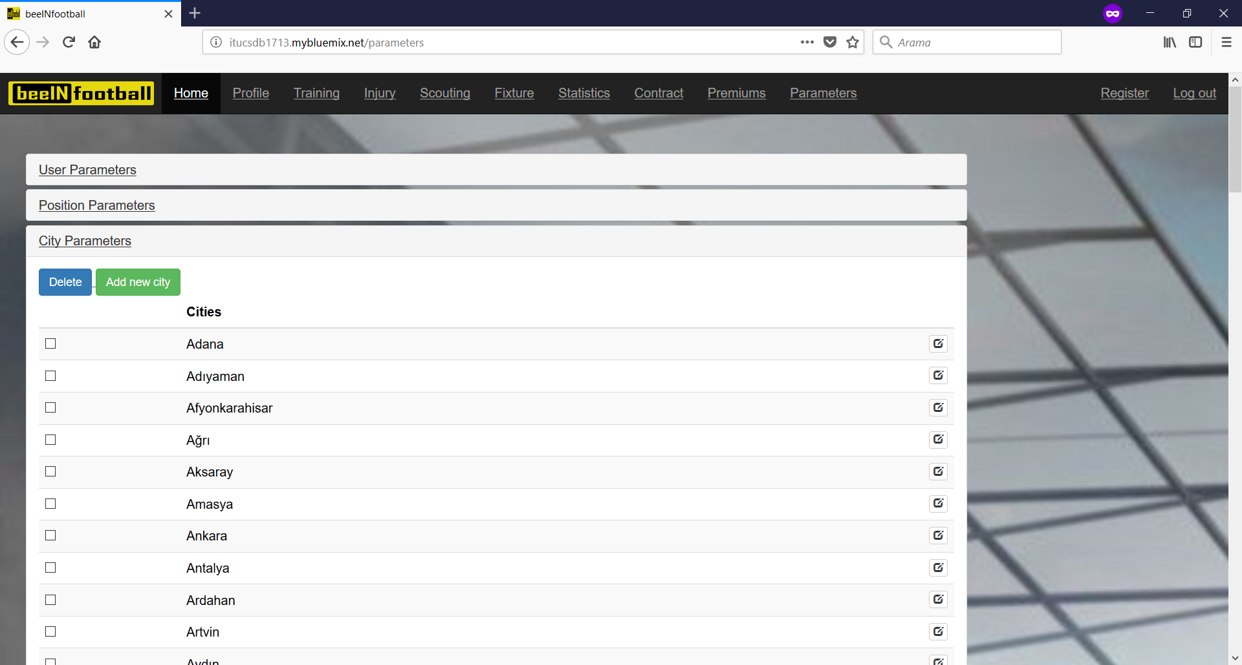 beeINfootball
itucsdb1713.mybluemix.net/parameters
Arama
beeINfootball Home Profile Training Injury Scouting Fixture Statistics Contract Premiums Parameters Register Log out
User Parameters
Position Parameters
City Parameters
Delete Add new city
Cities
Adana
Adıyaman
Afyonkarahisar
Ağrı
Aksaray
Amasya
Ankara
Antalya
Ardahan
Artvin
Aydın